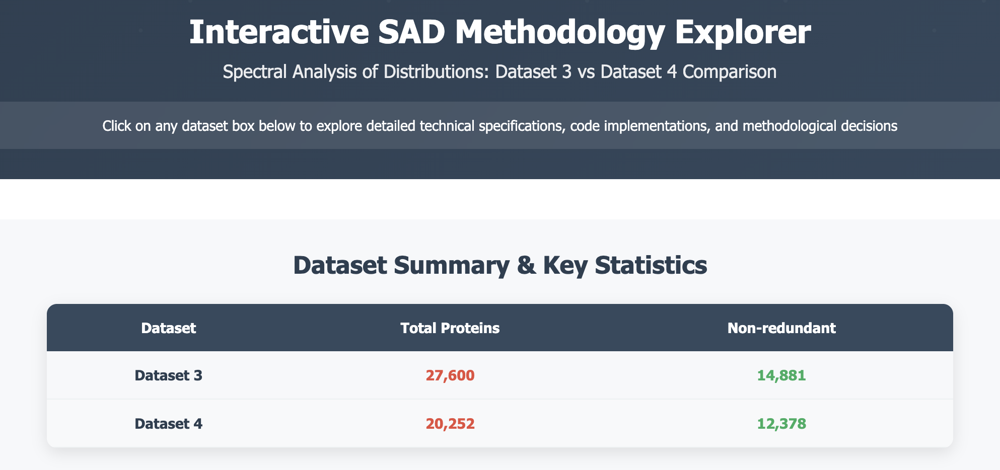 Interactive SAD Methodology Explorer
Spectral Analysis of Distributions: Dataset 3 vs Dataset 4 Comparison
Click on any dataset box below to explore detailed technical specifications, code implementations, and methodological decisions
Dataset Summary & Key Statistics
Dataset Total Proteins Non-redundant
Dataset 3 27,600 14,881
Dataset 4 20,252 12,378